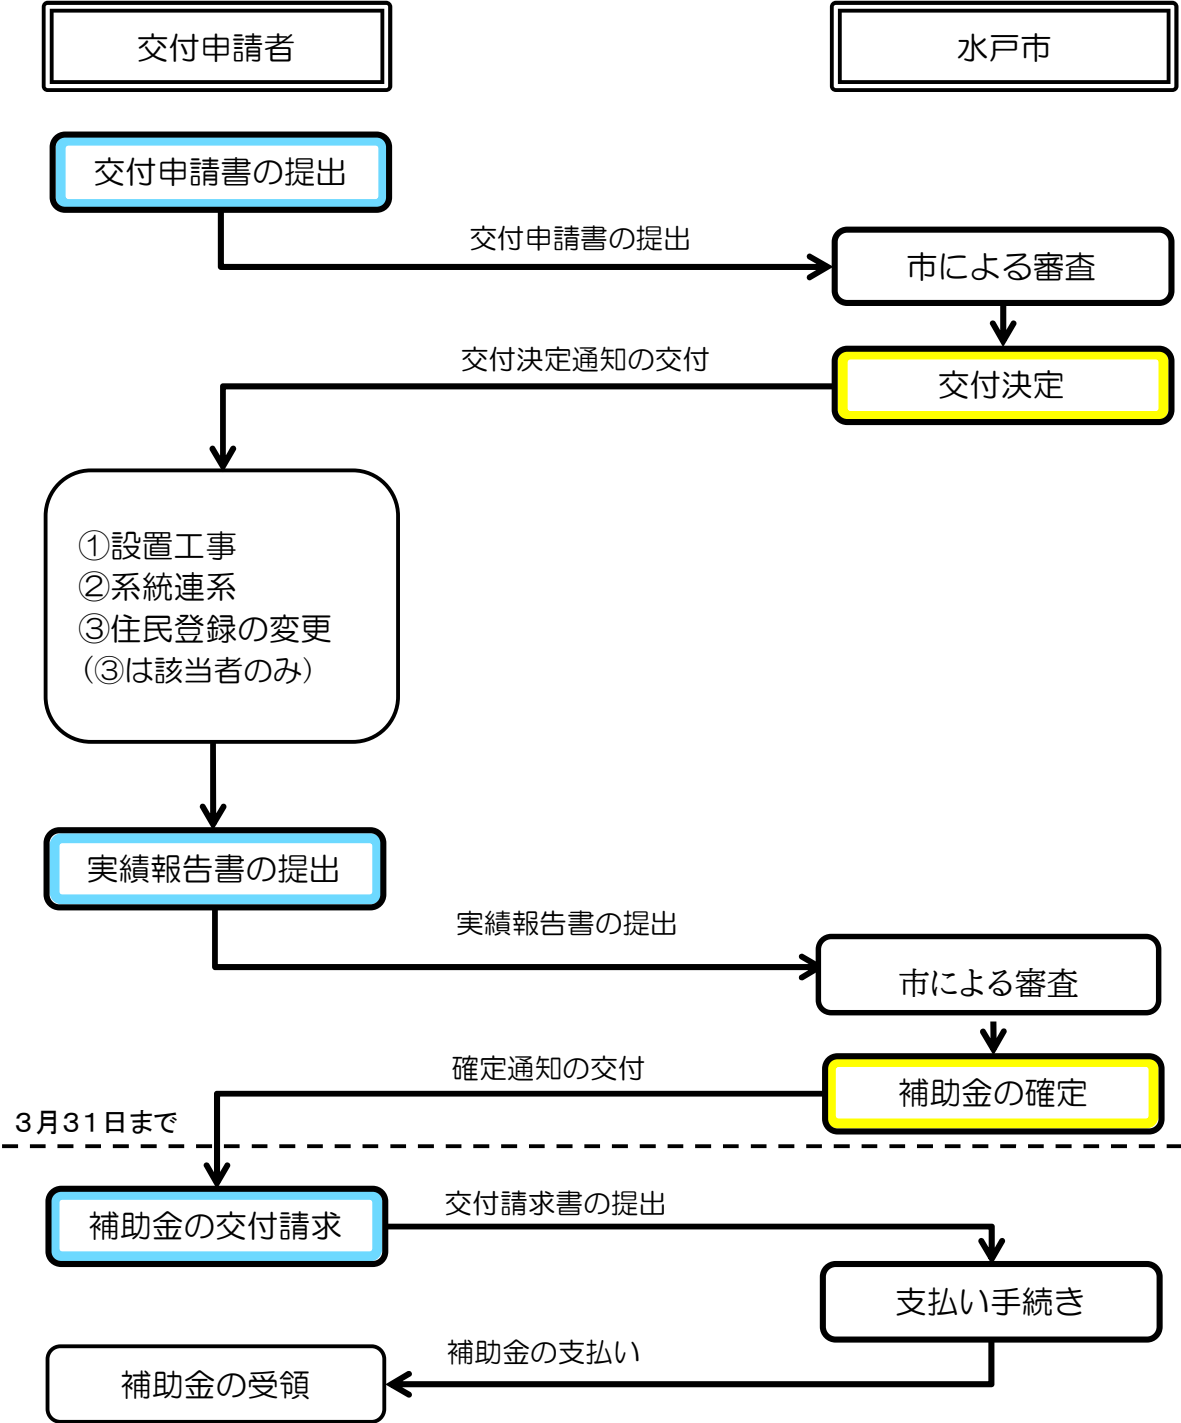 交付申請者
水戸市
交付申請書の提出
交付申請書の提出
市による審査
交付決定通知の交付
交付決定
①設置工事
②系統連系
③住民登録の変更
（③は該当者のみ）
実績報告書の提出
実績報告書の提出
市による審査
確定通知の交付
補助金の確定
３月３１日まで
補助金の交付請求
交付請求書の提出
支払い手続き
補助金の支払い
補助金の受領